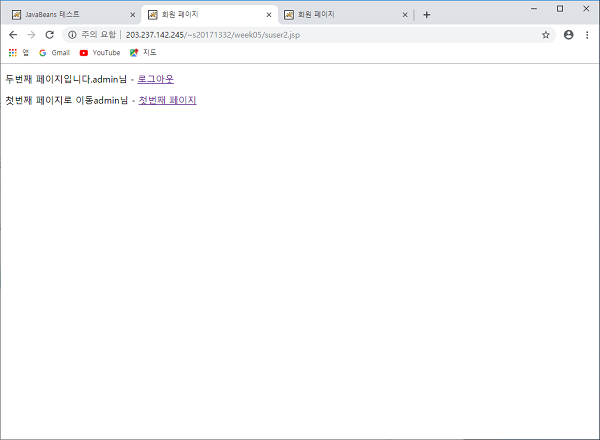 JavaBeans 테스트
회원 페이지
회원 페이지
주의 요함 | 203.237.142.245/~s20171332/week05/suser2.jsp
앱 Gmail YouTube 지도
두번째 페이지입니다.admin님 - 로그아웃
첫번째 페이지로 이동admin님 - 첫번째 페이지